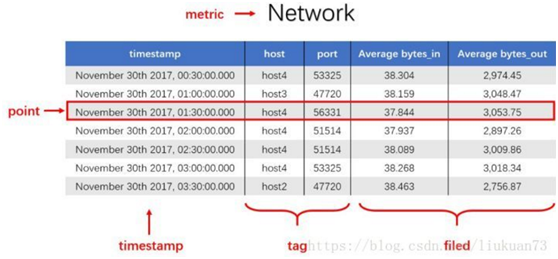 metric Network
timestamp host port Average bytes_in Average bytes_out
November 30th 2017, 00:30:00.000 host4 53325 38.304 2,974.45
November 30th 2017, 01:00:00.000 host3 47720 38.159 3,048.47
point November 30th 2017, 01:30:00.000 host4 56331 37.844 3,053.75
November 30th 2017, 02:00:00.000 host4 51514 37.937 2,897.26
November 30th 2017, 02:30:00.000 host4 51514 38.089 3,009.86
November 30th 2017, 03:00:00.000 host4 53325 38.268 3,018.34
November 30th 2017, 03:30:00.000 host2 47720 38.463 2,756.87
timestamp tag filed
https://blog.csdn.net/liukuan73